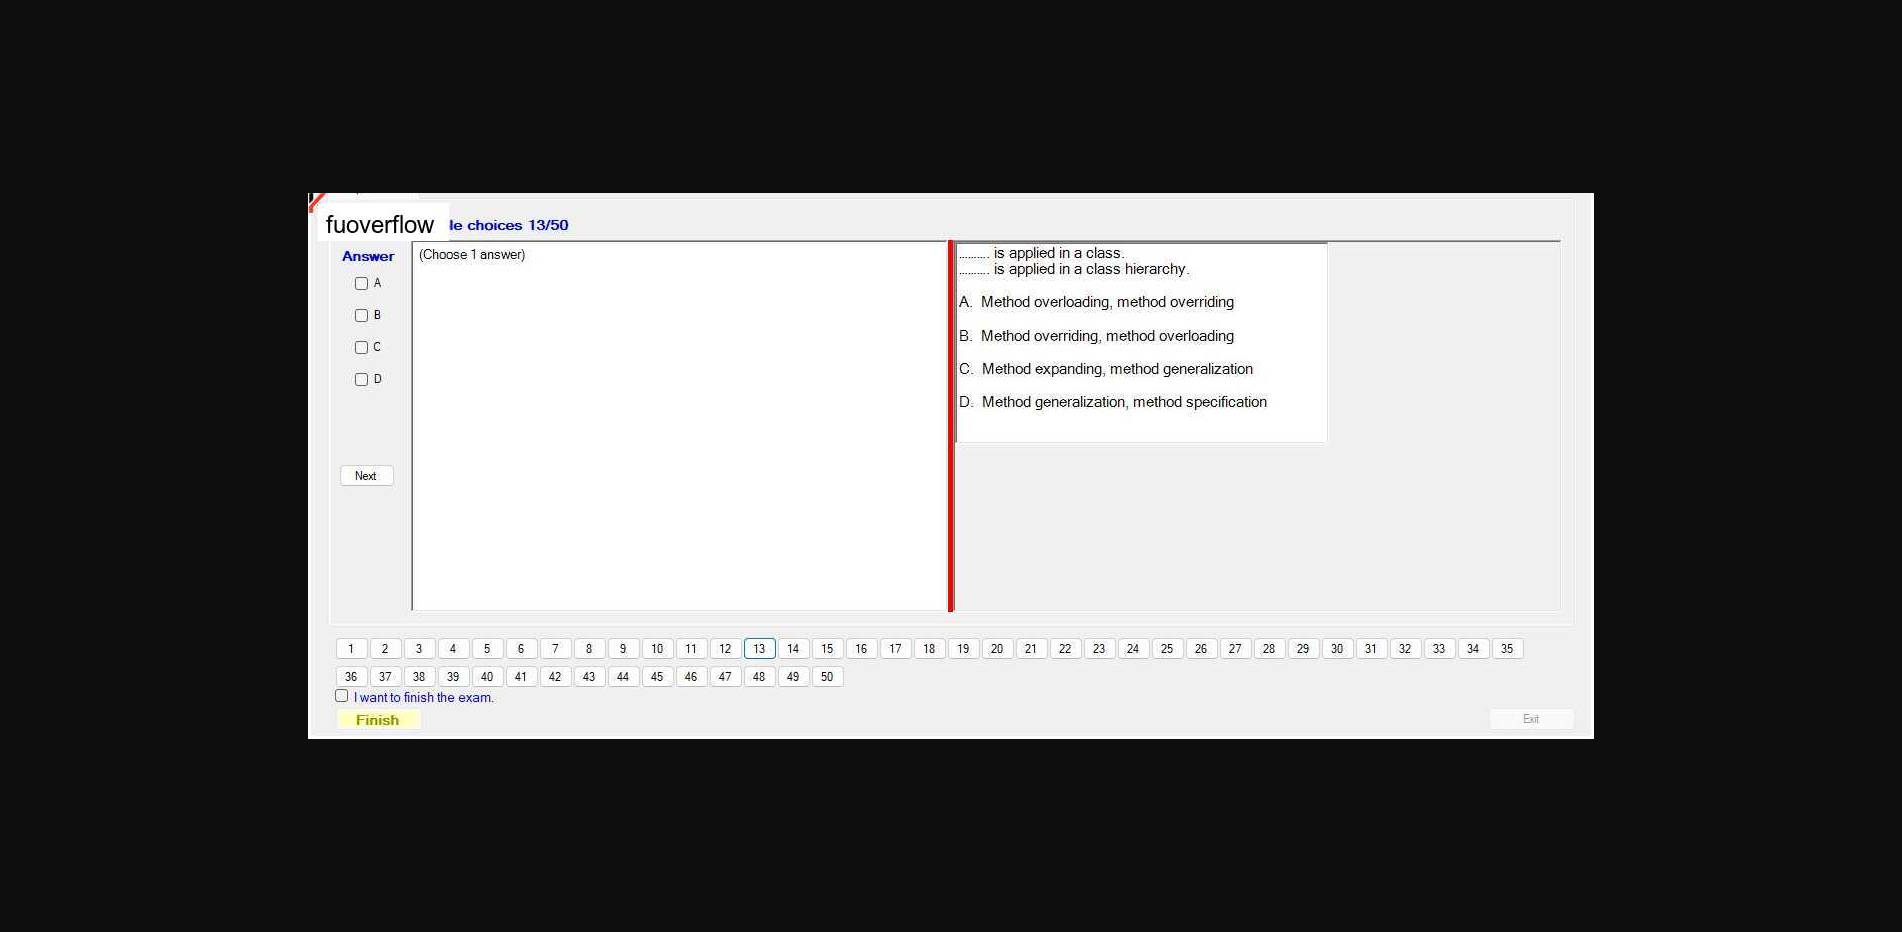 fuoverflow
le choices 13/50
Answer
A
B
C
D
Next
(Choose 1 answer)
.......... is applied in a class.
.......... is applied in a class hierarchy.
A. Method overloading, method overriding
B. Method overriding, method overloading
C. Method expanding, method generalization
D. Method generalization, method specification
1 2 3 4 5 6 7 8 9 10 11 12 13 14 15 16 17 18 19 20 21 22 23 24 25 26 27 28 29 30 31 32 33 34 35
36 37 38 39 40 41 42 43 44 45 46 47 48 49 50
I want to finish the exam.
Finish
Exit